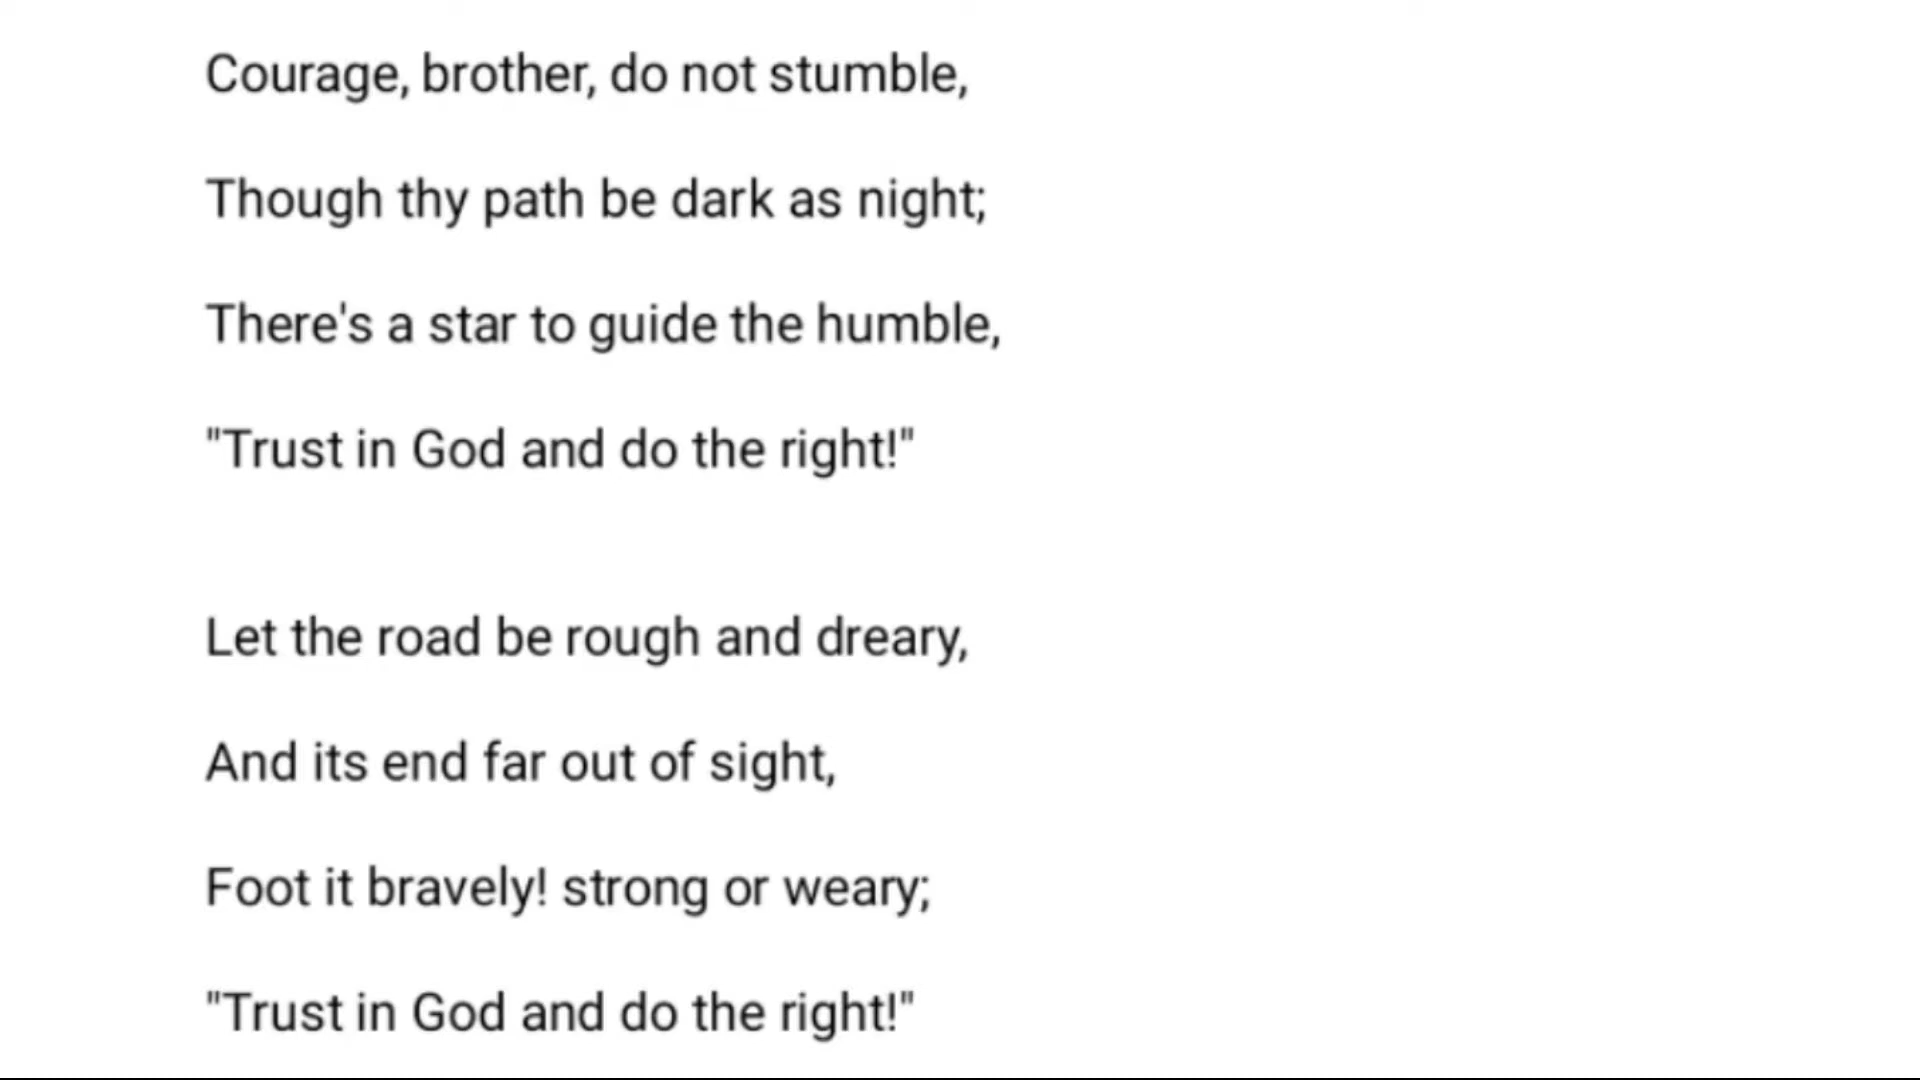 Courage, brother, do not stumble,
Though thy path be dark as night;
There's a star to guide the humble,
"Trust in God and do the right!"
Let the road be rough and dreary,
And its end far out of sight,
Foot it bravely! strong or weary;
"Trust in God and do the right!"